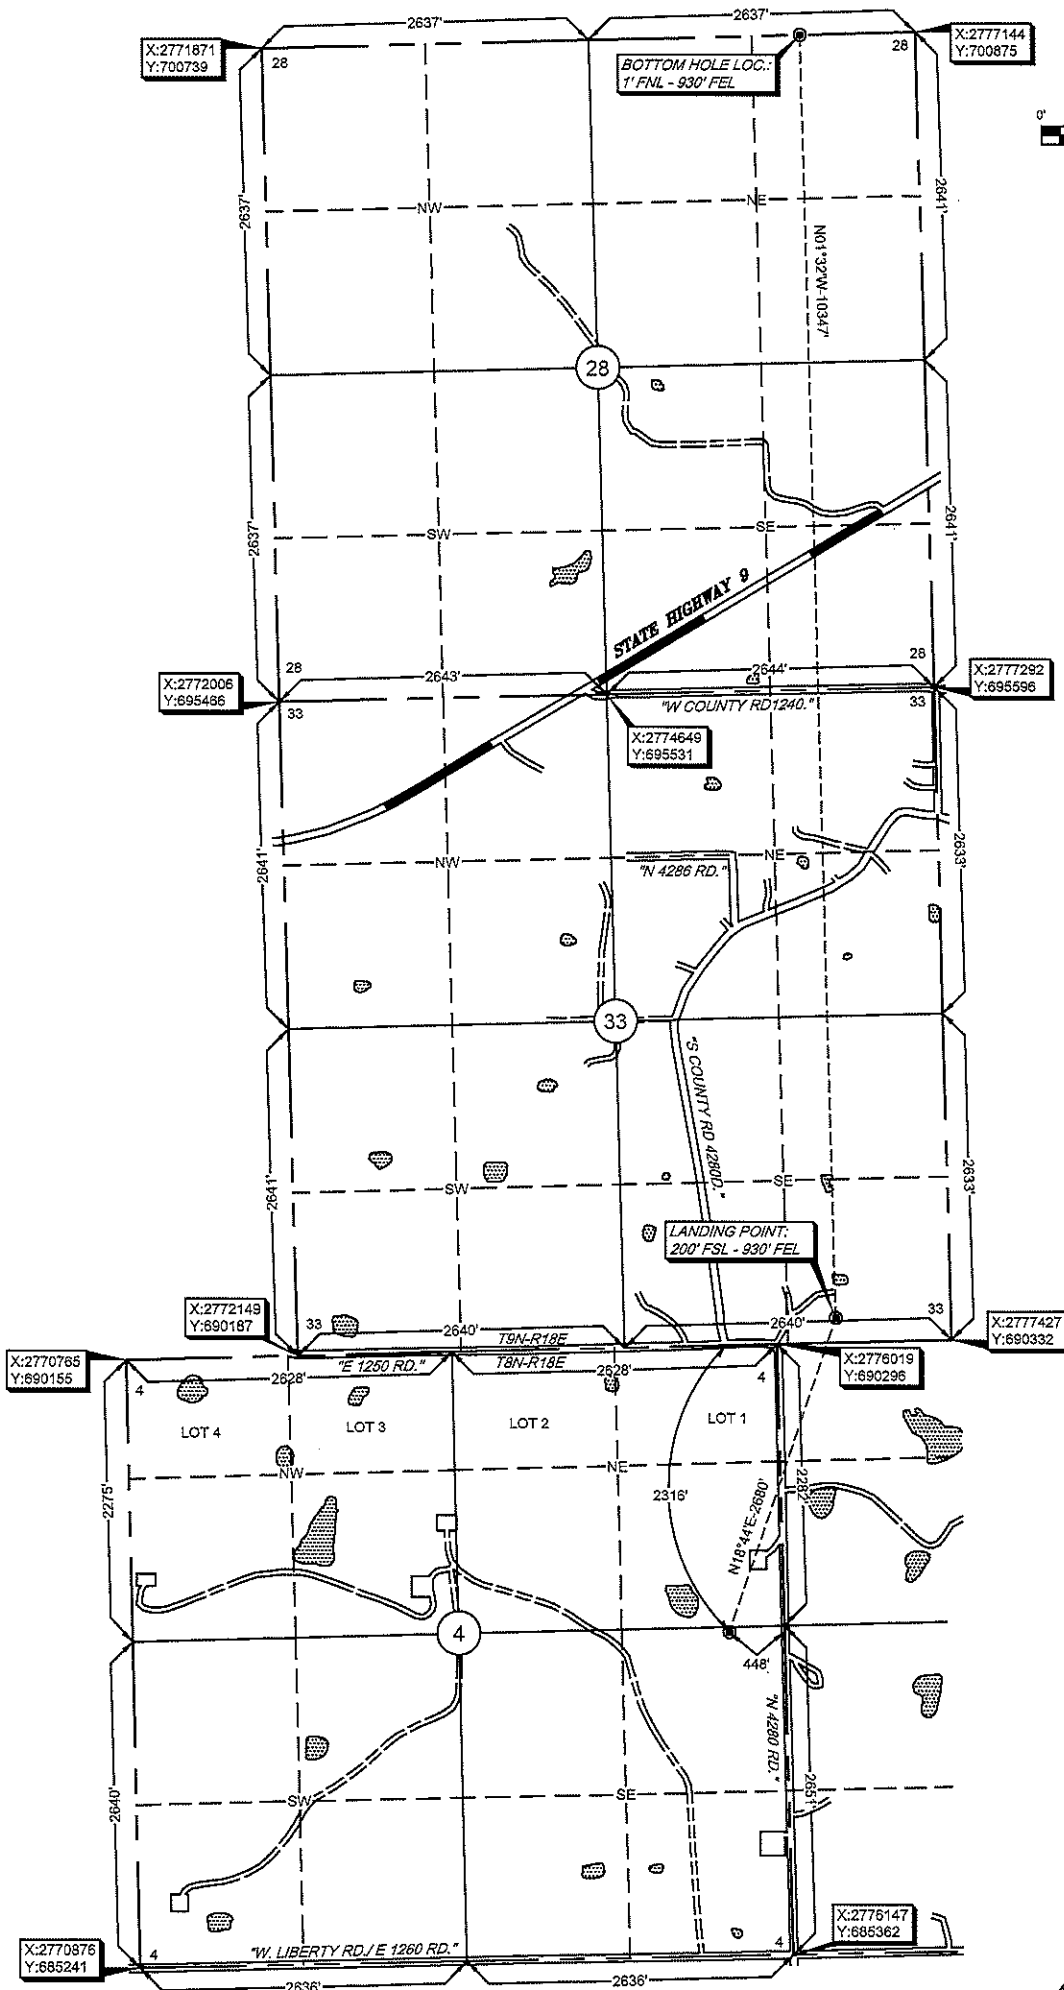 2637'
2637'
X:2771871
Y:700739
28
28
X:2777144
Y:700875
BOTTOM HOLE LOC.:
1' FNL - 930' FEL
0'
2637'
NW
NE
2641'
N01°32'W-10347'
28
2637'
SW
SE
2641'
STATE HIGHWAY 9
X:2772006
Y:695466
28
2643'
2644'
28
X:2777292
Y:695596
33
"W COUNTY RD1240."
33
X:2774649
Y:695531
2641'
NW
NE
2633'
"N 4286 RD."
33
"S COUNTY RD 4280D."
2641'
SW
SE
2633'
LANDING POINT:
200' FSL - 930' FEL
X:2772149
Y:690187
33
2640'
T9N-R18E
2640'
33
X:2777427
Y:690332
X:2770765
Y:690155
"E 1250 RD."
T8N-R18E
X:2776019
Y:690296
4
2628'
2628'
4
LOT 4
LOT 3
LOT 2
LOT 1
NW
NE
2275'
2316'
2282'
N18°44'E-2680'
4
448'
"N 4280 RD."
2640'
SW
SE
2651'
X:2776147
Y:685362
X:2770876
Y:685241
4
"W. LIBERTY RD./ E 1260 RD."
4
2636'
2636'